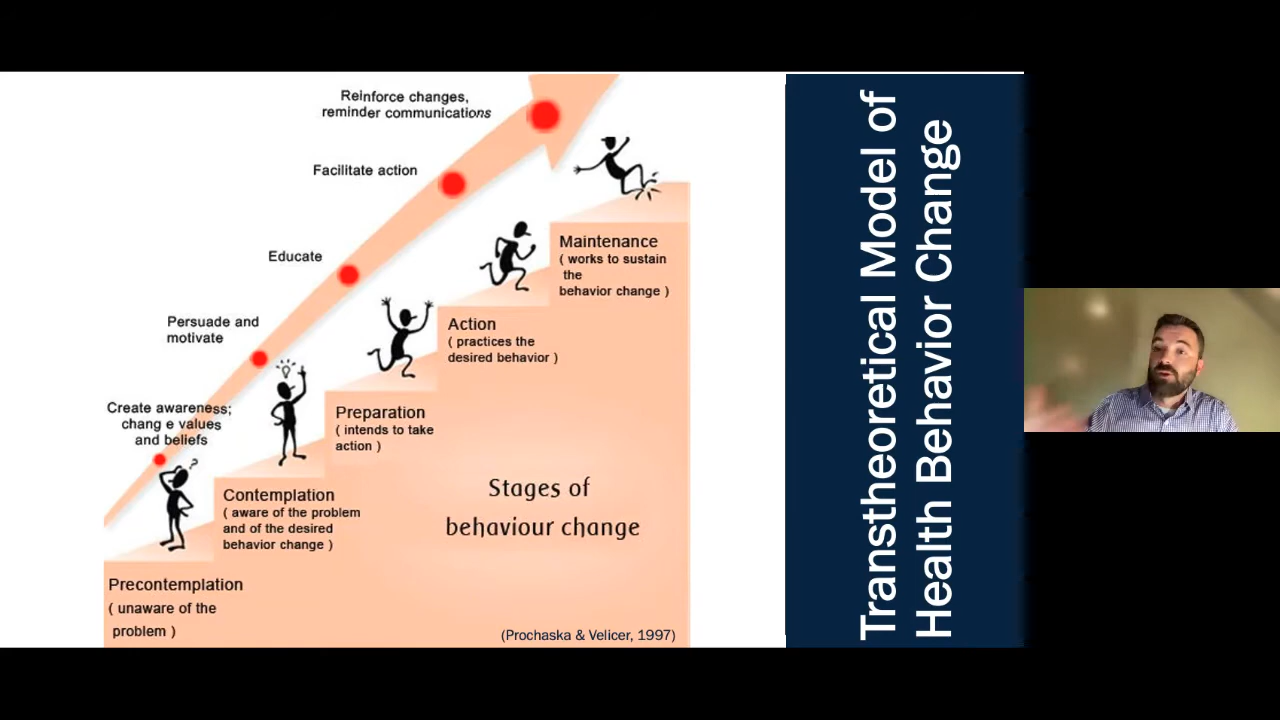 Reinforce changes,
reminder communications
Facilitate action
Educate
Persuade and
motivate
Create awareness;
chang e values
and beliefs
Maintenance
( works to sustain
the
behavior change )
Action
( practices the
desired behavior )
Preparation
( intends to take
action )
Contemplation
( aware of the problem
and of the desired
behavior change )
Precontemplation
( unaware of the
problem )
Stages of
behaviour change
(Prochaska & Velicer, 1997)
Transtheoretical Model of
Health Behavior Change
?